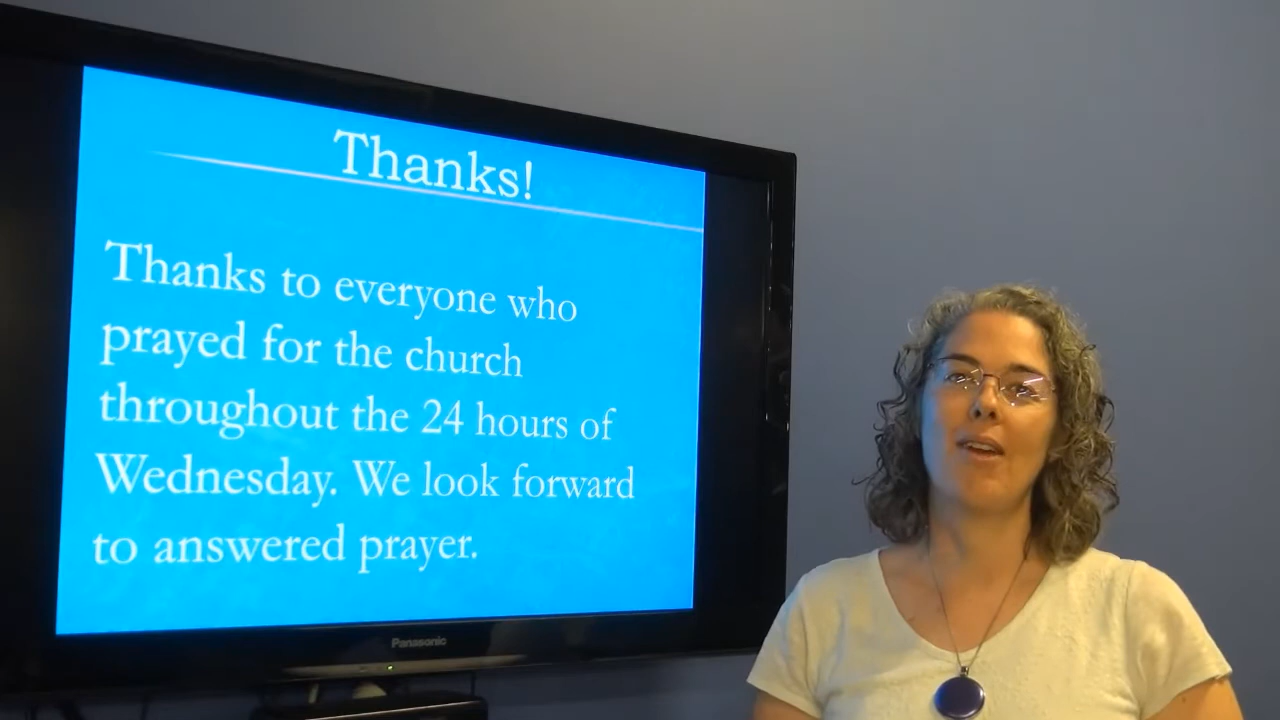 Thanks!
Thanks to everyone who
prayed for the church
throughout the 24 hours of
Wednesday. We look forward
to answered prayer.
Panasonic